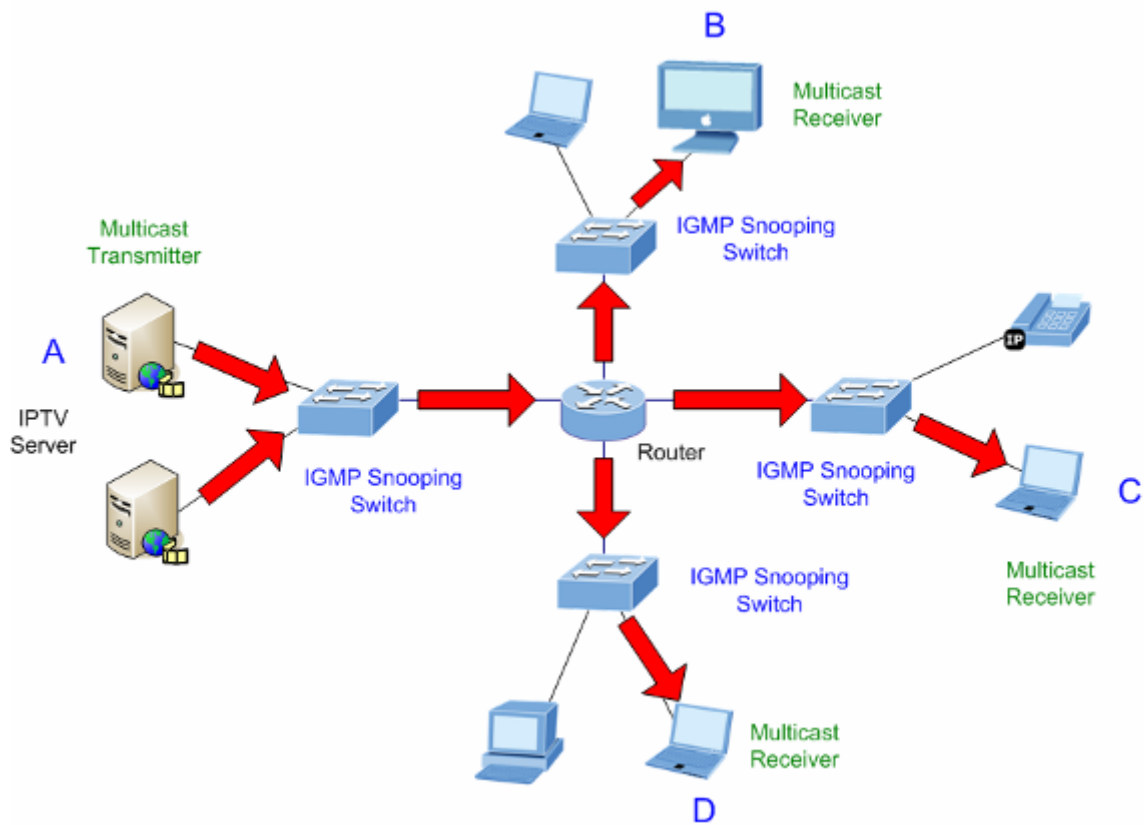 B
Multicast
Receiver
IGMP Snooping
Switch
Multicast
Transmitter
A
IPTV
Server
IGMP Snooping
Switch
Router
IP
IGMP Snooping
Switch
C
Multicast
Receiver
IGMP Snooping
Switch
Multicast
Receiver
D